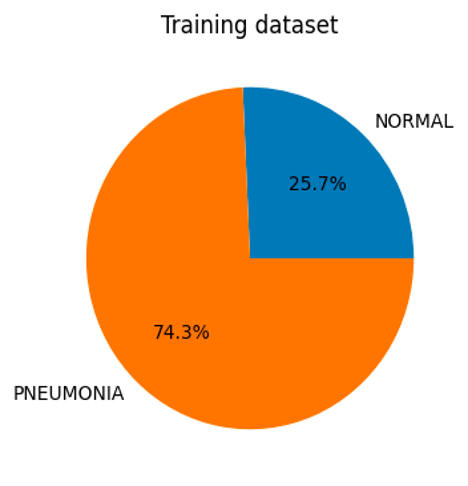 Training dataset
NORMAL
25.7%
74.3%
PNEUMONIA